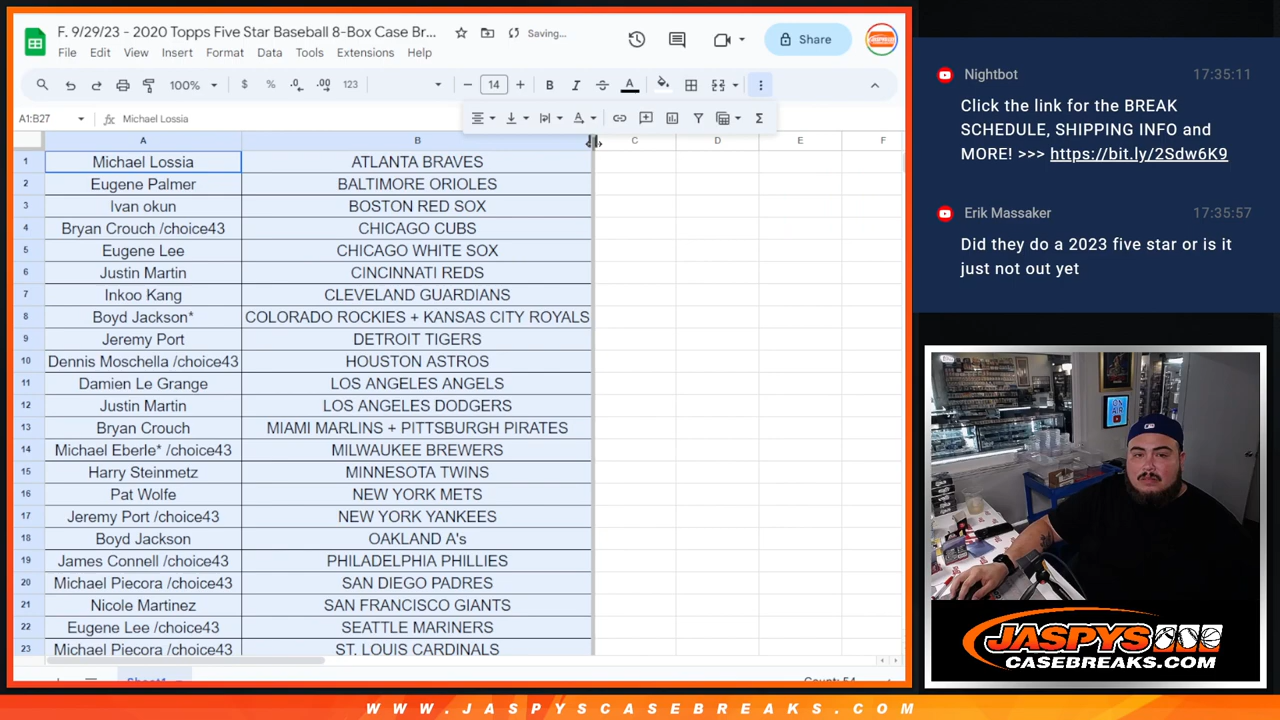 F. 9/29/23 - 2020 Topps Five Star Baseball 8-Box Case Br...
Saving...
File Edit View Insert Format Data Tools Extensions Help
Share
100% $ % .0 .00 123 14 B I S A
A1:B27 fx Michael Lossia
A B C D E F
1 Michael Lossia ATLANTA BRAVES
2 Eugene Palmer BALTIMORE ORIOLES
3 Ivan okun BOSTON RED SOX
4 Bryan Crouch /choice43 CHICAGO CUBS
5 Eugene Lee CHICAGO WHITE SOX
6 Justin Martin CINCINNATI REDS
7 Inkoo Kang CLEVELAND GUARDIANS
8 Boyd Jackson* COLORADO ROCKIES + KANSAS CITY ROYALS
9 Jeremy Port DETROIT TIGERS
10 Dennis Moschella /choice43 HOUSTON ASTROS
11 Damien Le Grange LOS ANGELES ANGELS
12 Justin Martin LOS ANGELES DODGERS
13 Bryan Crouch MIAMI MARLINS + PITTSBURGH PIRATES
14 Michael Eberle* /choice43 MILWAUKEE BREWERS
15 Harry Steinmetz MINNESOTA TWINS
16 Pat Wolfe NEW YORK METS
17 Jeremy Port /choice43 NEW YORK YANKEES
18 Boyd Jackson OAKLAND A's
19 James Connell /choice43 PHILADELPHIA PHILLIES
20 Michael Piecora /choice43 SAN DIEGO PADRES
21 Nicole Martinez SAN FRANCISCO GIANTS
22 Eugene Lee /choice43 SEATTLE MARINERS
23 Michael Piecora /choice43 ST. LOUIS CARDINALS
Sheet1
Count: 54
Nightbot 17:35:11
Click the link for the BREAK
SCHEDULE, SHIPPING INFO and
MORE! >>> https://bit.ly/2Sdw6K9
Erik Massaker 17:35:57
Did they do a 2023 five star or is it
just not out yet
ON AIR
JASPYS
CASEBREAKS.COM
WWW.JASPYSCASEBREAKS.COM